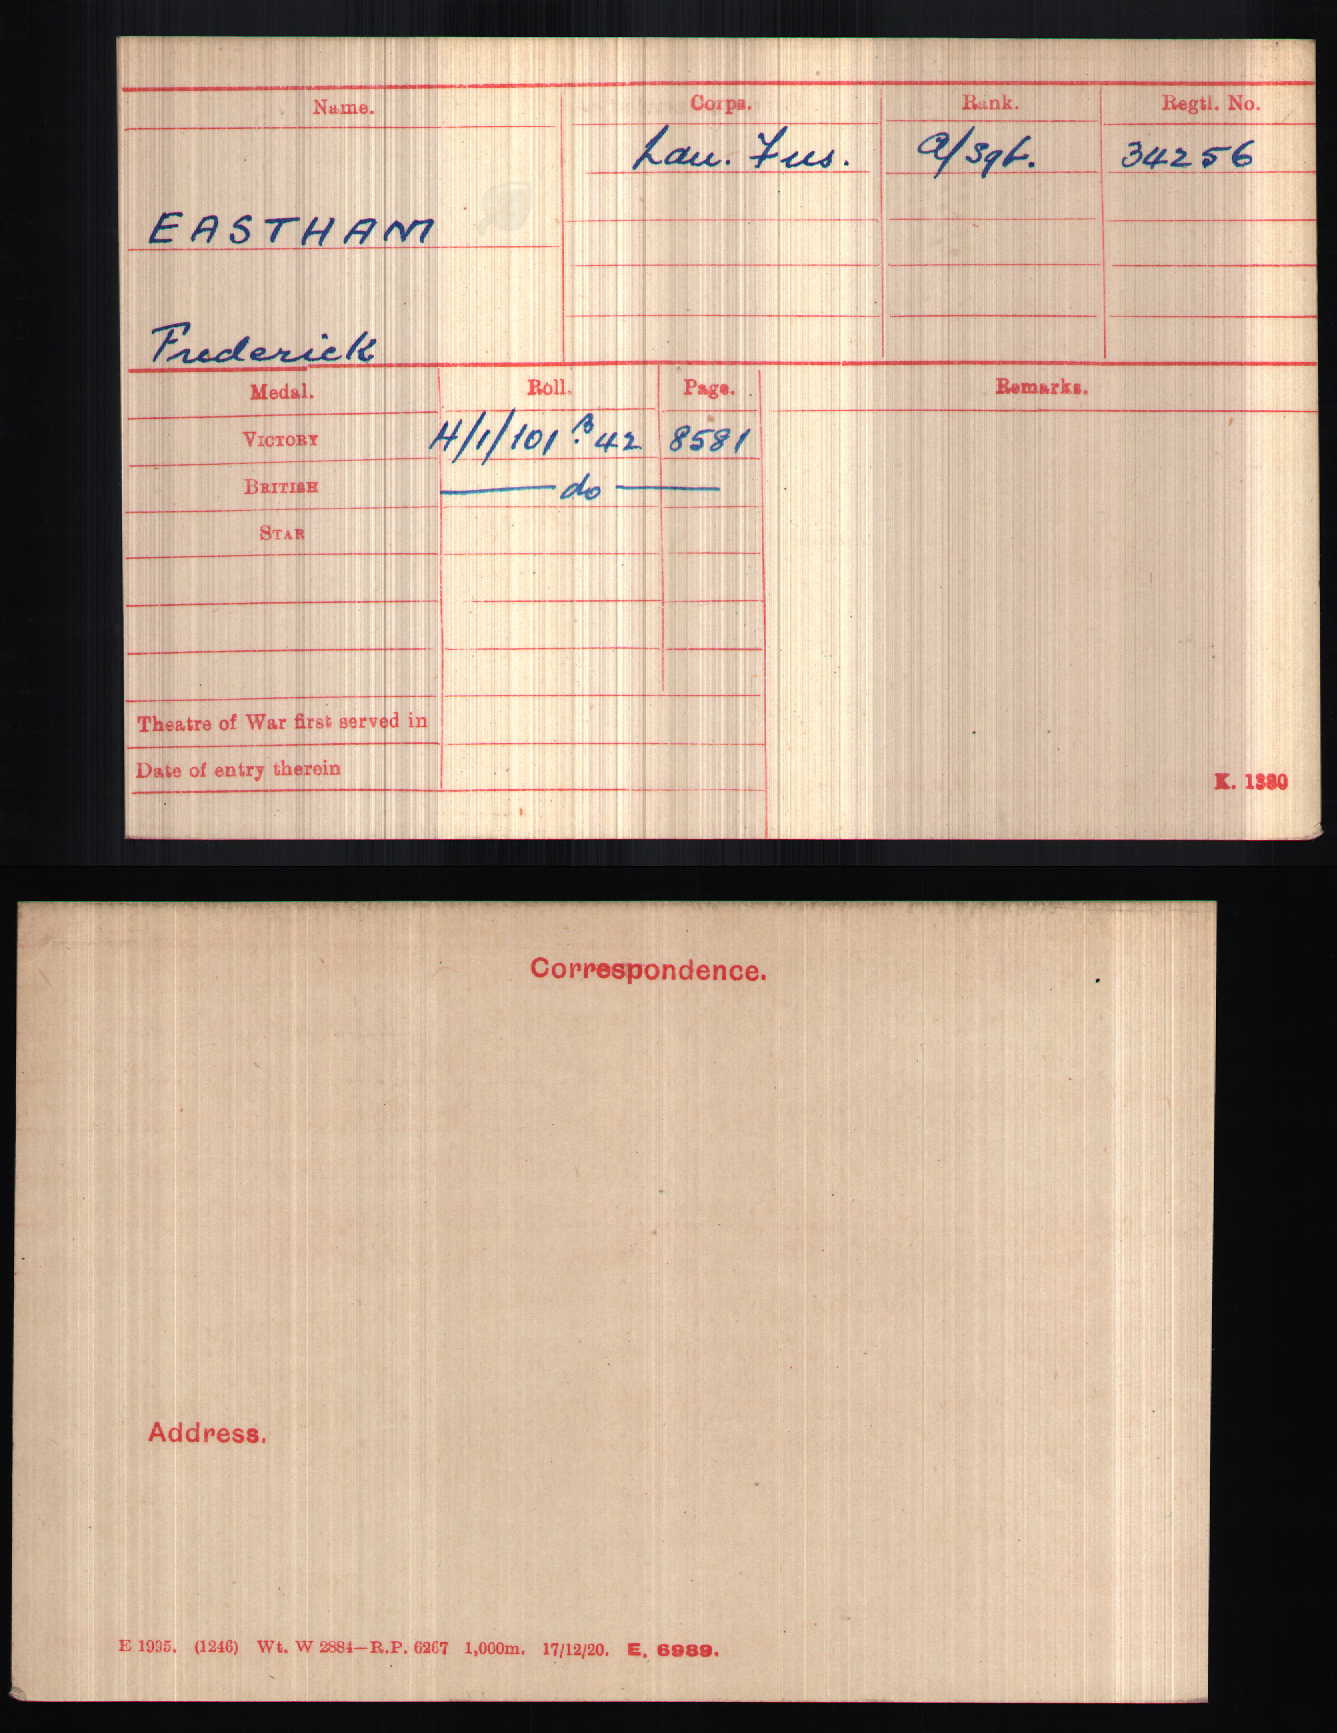 Name. Corps. Rank. Regtl. No.
Lan. Fus. A/Sgt. 34256
EASTHAM
Frederick
Medal. Roll. Page. Remarks.
VICTORY H/1/101 B.42 8581
BRITISH — do —
STAR
Theatre of War first served in
Date of entry therein
K. 1380
Correspondence.
Address.
E 1995. (1246) Wt. W 2884—R.P. 6267 1,000m. 17/12/20. E. 6989.